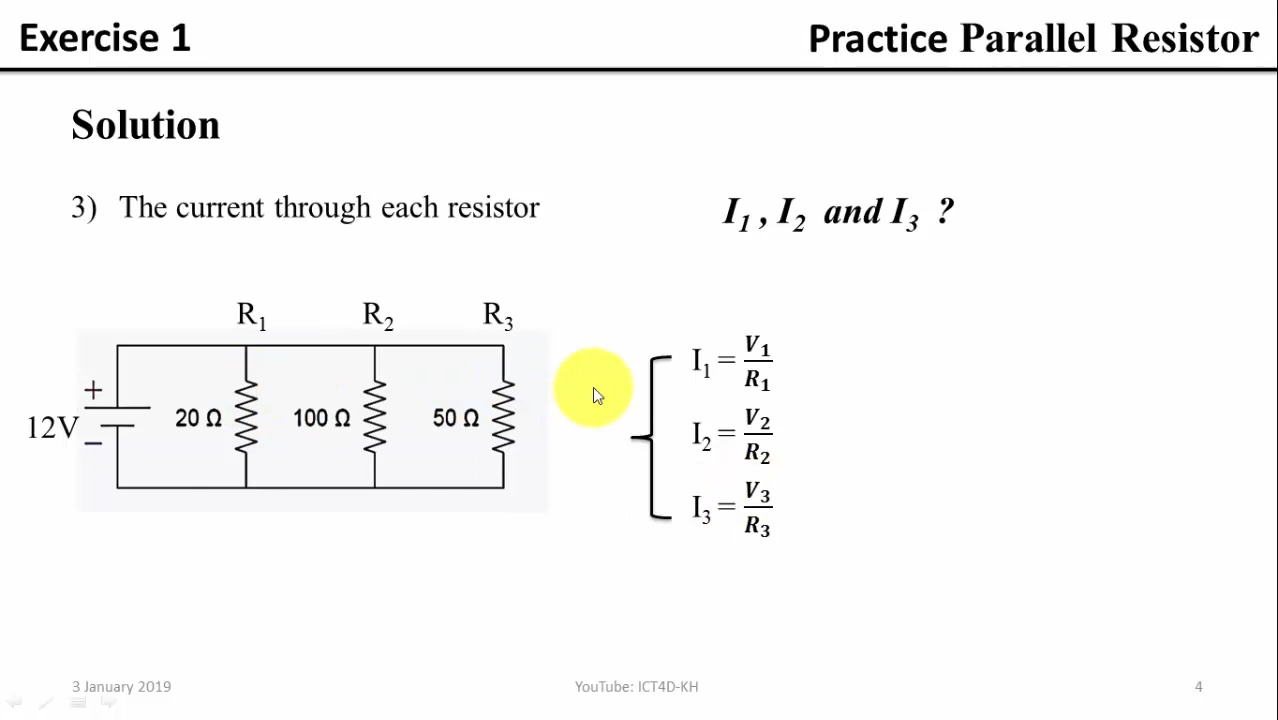 Exercise 1
Practice Parallel Resistor
Solution
3) The current through each resistor
I₁ , I₂ and I₃ ?
R₁ R₂ R₃
+
12V
−
20 Ω 100 Ω 50 Ω
I₁ = V₁/R₁
I₂ = V₂/R₂
I₃ = V₃/R₃
3 January 2019
YouTube: ICT4D-KH
4